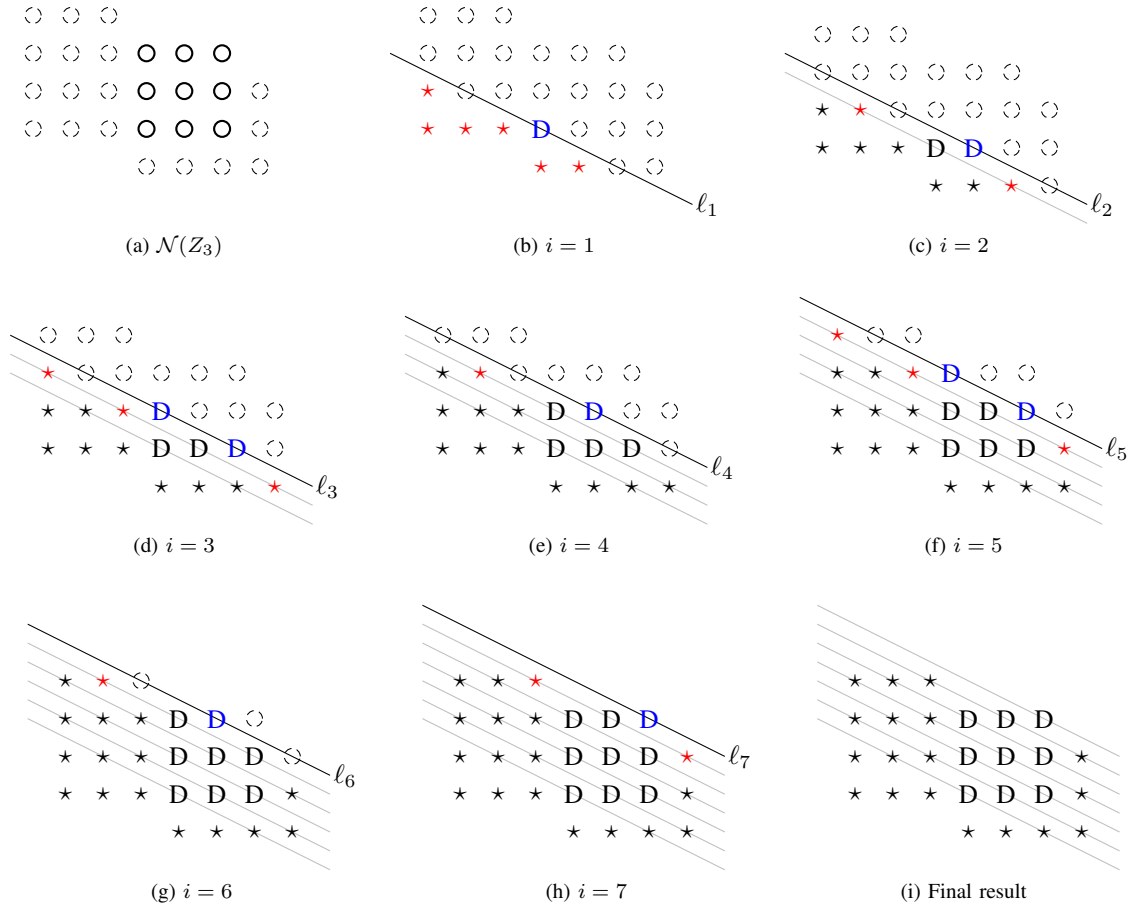 (a) 𝒩(Z₃)
D
ℓ₁
(b) i = 1
D D
ℓ₂
(c) i = 2
D
D D D
ℓ₃
(d) i = 3
D D
D D D
ℓ₄
(e) i = 4
D
D D D
D D D
ℓ₅
(f) i = 5
D D
D D D
D D D
ℓ₆
(g) i = 6
D D D
D D D
D D D
ℓ₇
(h) i = 7
D D D
D D D
D D D
(i) Final result